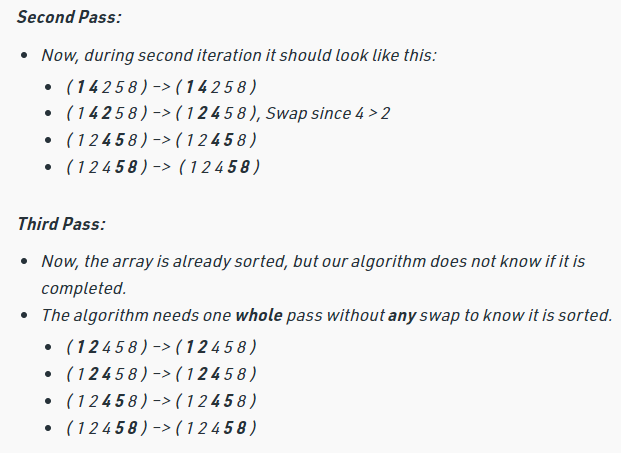 Second Pass:
• Now, during second iteration it should look like this:
• ( 1 4 2 5 8 ) –> ( 1 4 2 5 8 )
• ( 1 4 2 5 8 ) –> ( 1 2 4 5 8 ), Swap since 4 > 2
• ( 1 2 4 5 8 ) –> ( 1 2 4 5 8 )
• ( 1 2 4 5 8 ) –> ( 1 2 4 5 8 )
Third Pass:
• Now, the array is already sorted, but our algorithm does not know if it is
completed.
• The algorithm needs one whole pass without any swap to know it is sorted.
• ( 1 2 4 5 8 ) –> ( 1 2 4 5 8 )
• ( 1 2 4 5 8 ) –> ( 1 2 4 5 8 )
• ( 1 2 4 5 8 ) –> ( 1 2 4 5 8 )
• ( 1 2 4 5 8 ) –> ( 1 2 4 5 8 )